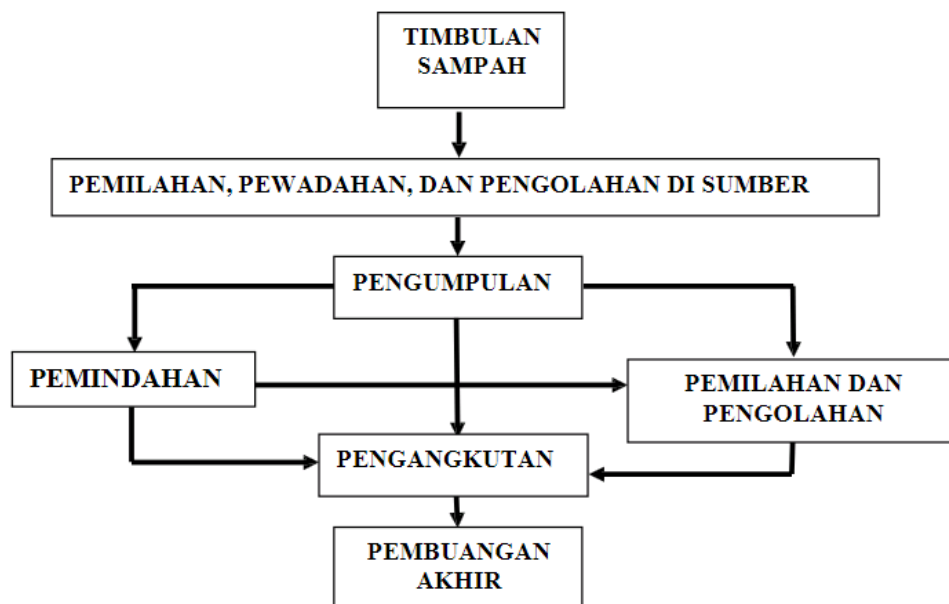 TIMBULAN
SAMPAH
PEMILAHAN, PEWADAHAN, DAN PENGOLAHAN DI SUMBER
PENGUMPULAN
PEMINDAHAN
PEMILAHAN DAN
PENGOLAHAN
PENGANGKUTAN
PEMBUANGAN
AKHIR